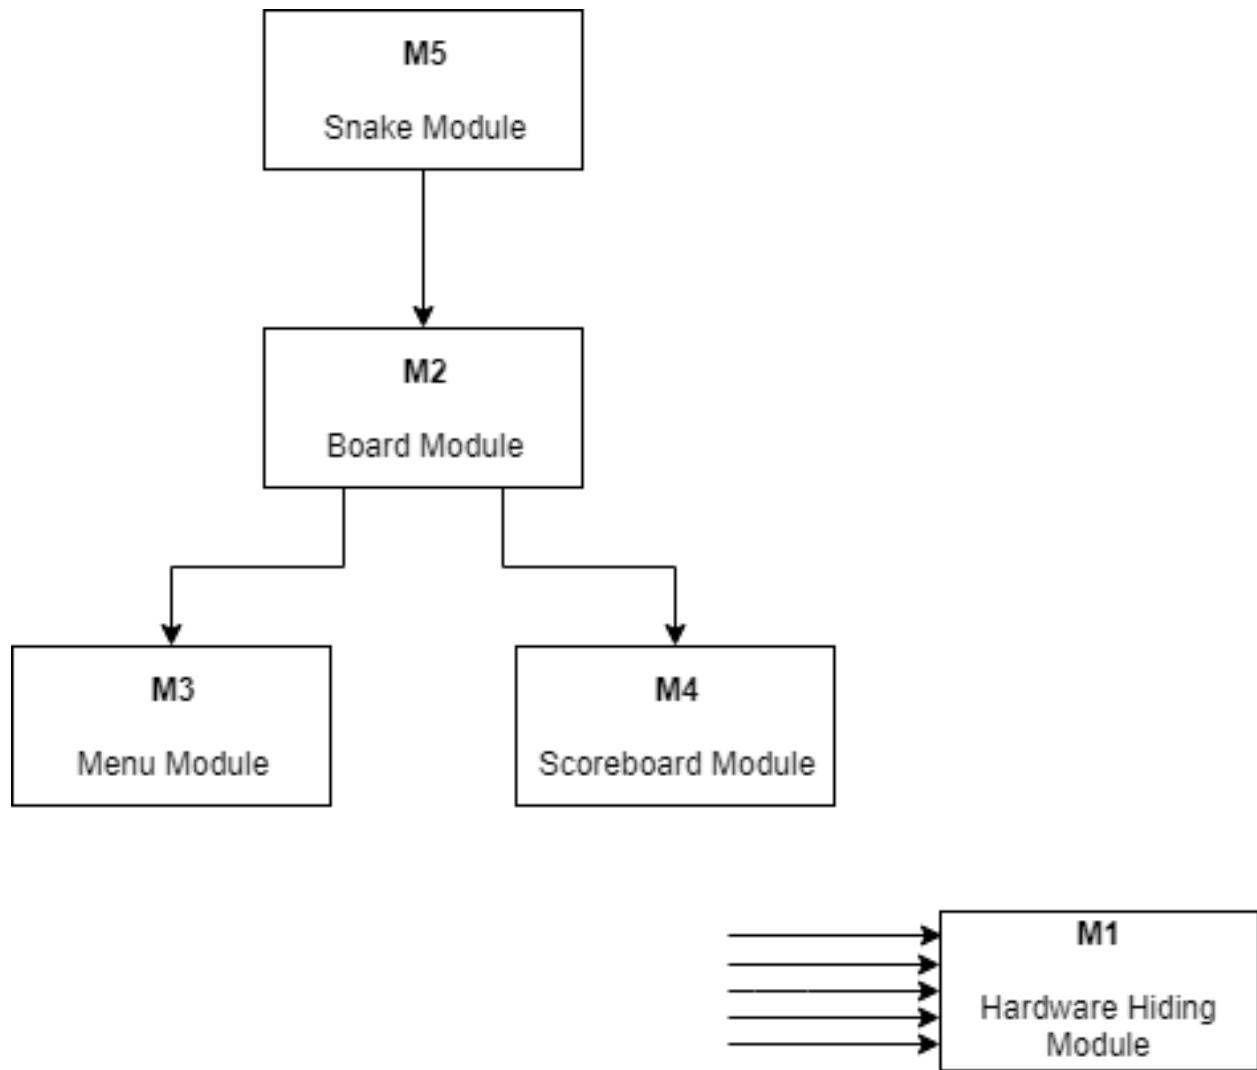 M5
Snake Module
M2
Board Module
M3
Menu Module
M4
Scoreboard Module
M1
Hardware Hiding
Module